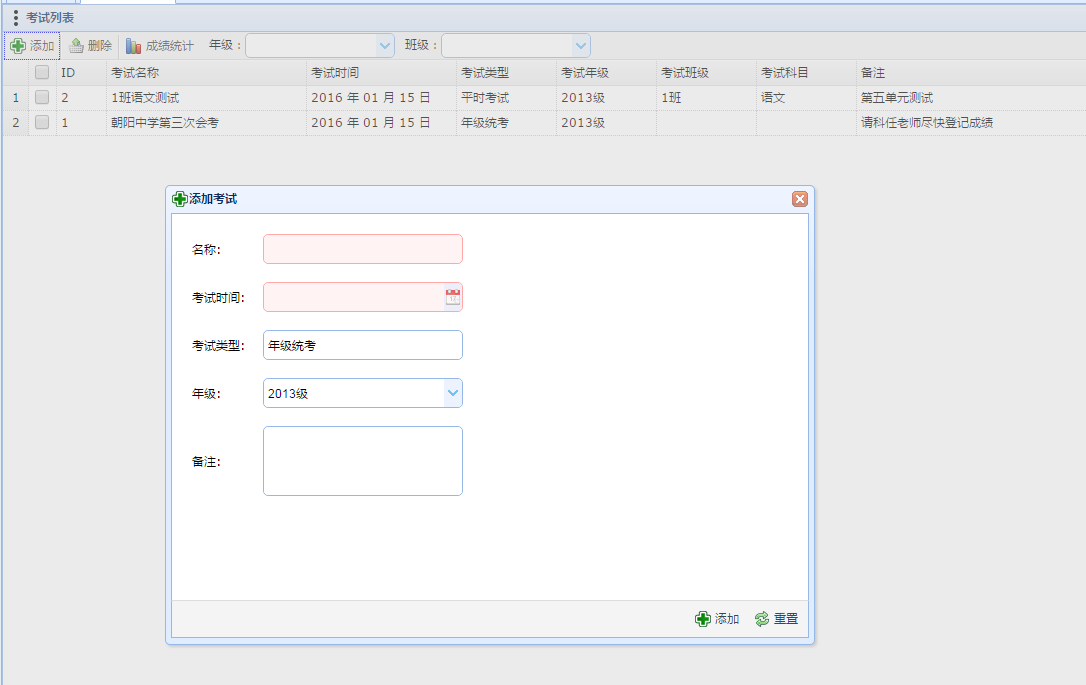 考试列表
添加 删除 成绩统计 年级： 班级：
ID 考试名称 考试时间 考试类型 考试年级 考试班级 考试科目 备注
1 2 1班语文测试 2016 年 01 月 15 日 平时考试 2013级 1班 语文 第五单元测试
2 1 朝阳中学第三次会考 2016 年 01 月 15 日 年级统考 2013级 请科任老师尽快登记成绩
添加考试
名称:
考试时间:
考试类型: 年级统考
年级: 2013级
备注:
添加 重置